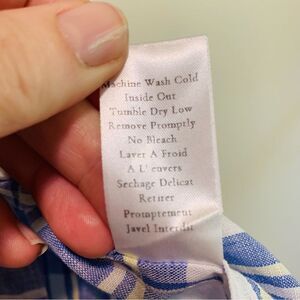 Machine Wash Cold
Inside Out
Tumble Dry Low
Remove Promptly
No Bleach
Laver A Froid
A L' envers
Sechage Delicat
Retirer
Promptement
Javel Interdit